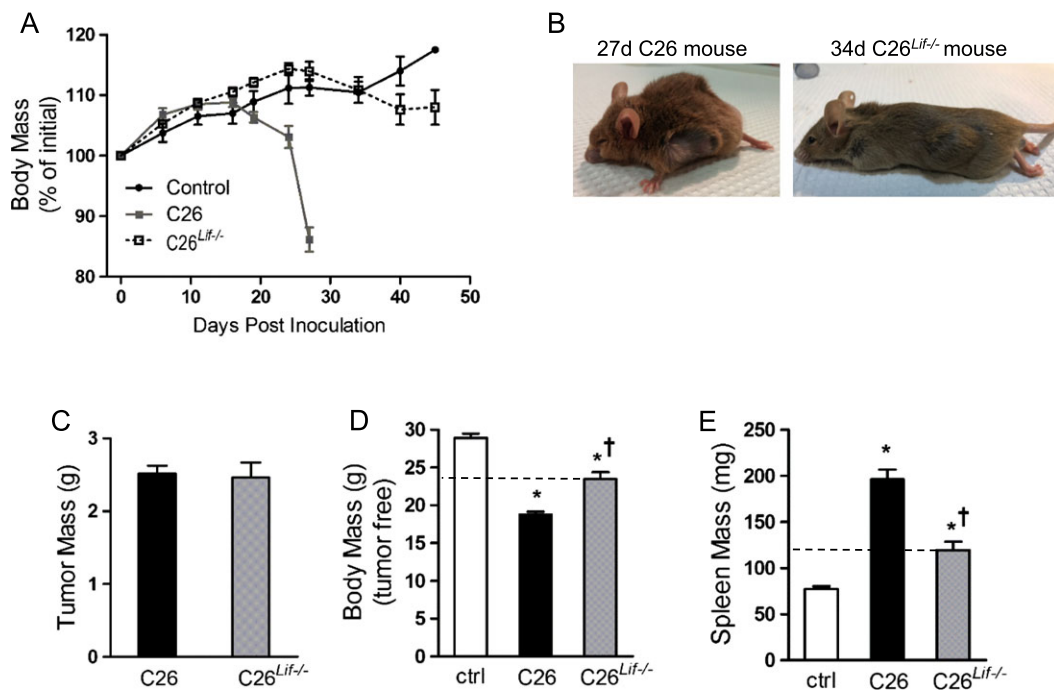 A
120
110
100
90
80
Body Mass
(% of initial)
Control
C26
C26Lif-/-
0
10
20
30
40
50
Days Post Inoculation
B
27d C26 mouse
34d C26Lif-/- mouse
C
3
2
1
0
Tumor Mass (g)
C26
C26Lif-/-
D
30
25
20
15
10
5
0
Body Mass (g)
(tumor free)
*
*†
ctrl
C26
C26Lif-/-
E
250
200
150
100
50
0
Spleen Mass (mg)
*
*†
ctrl
C26
C26Lif-/-